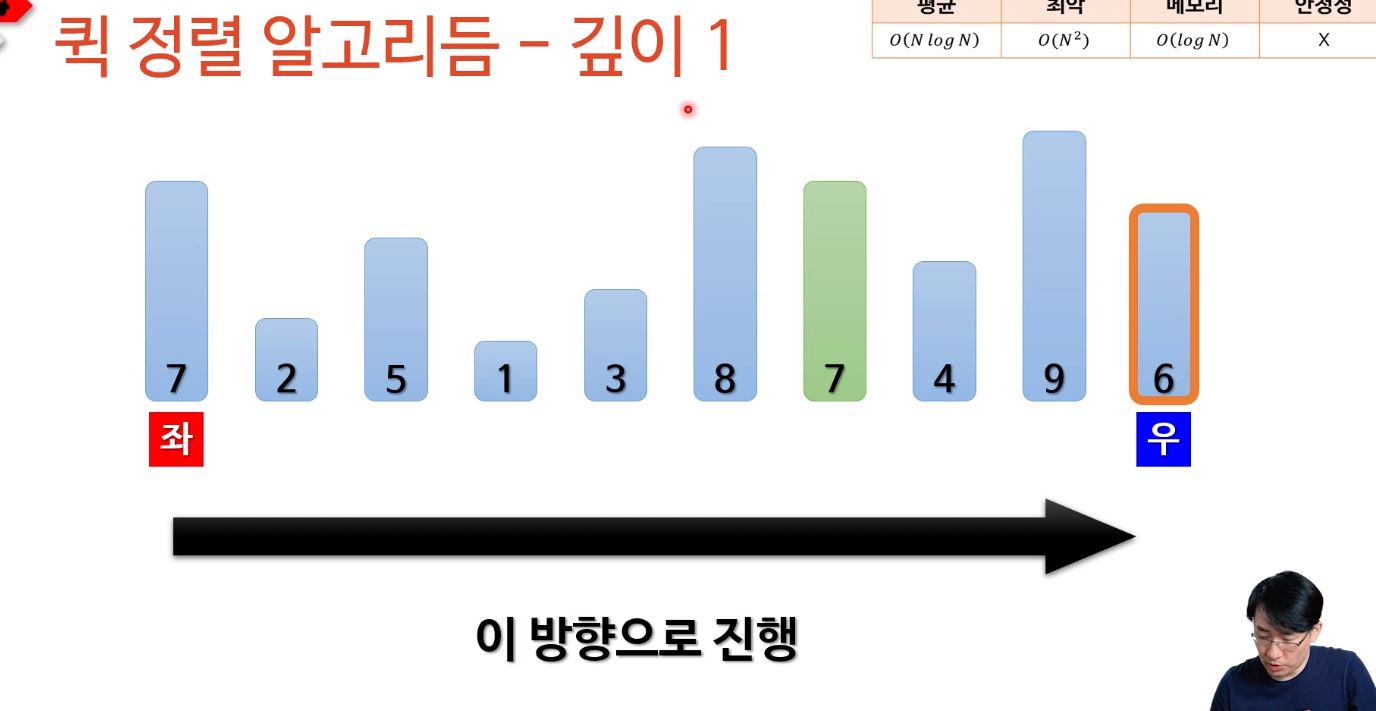 퀵 정렬 알고리듬 - 깊이 1
평균 최악 메모리 안정성
O(N log N) O(N²) O(log N) X
7 2 5 1 3 8 7 4 9 6
좌 우
이 방향으로 진행